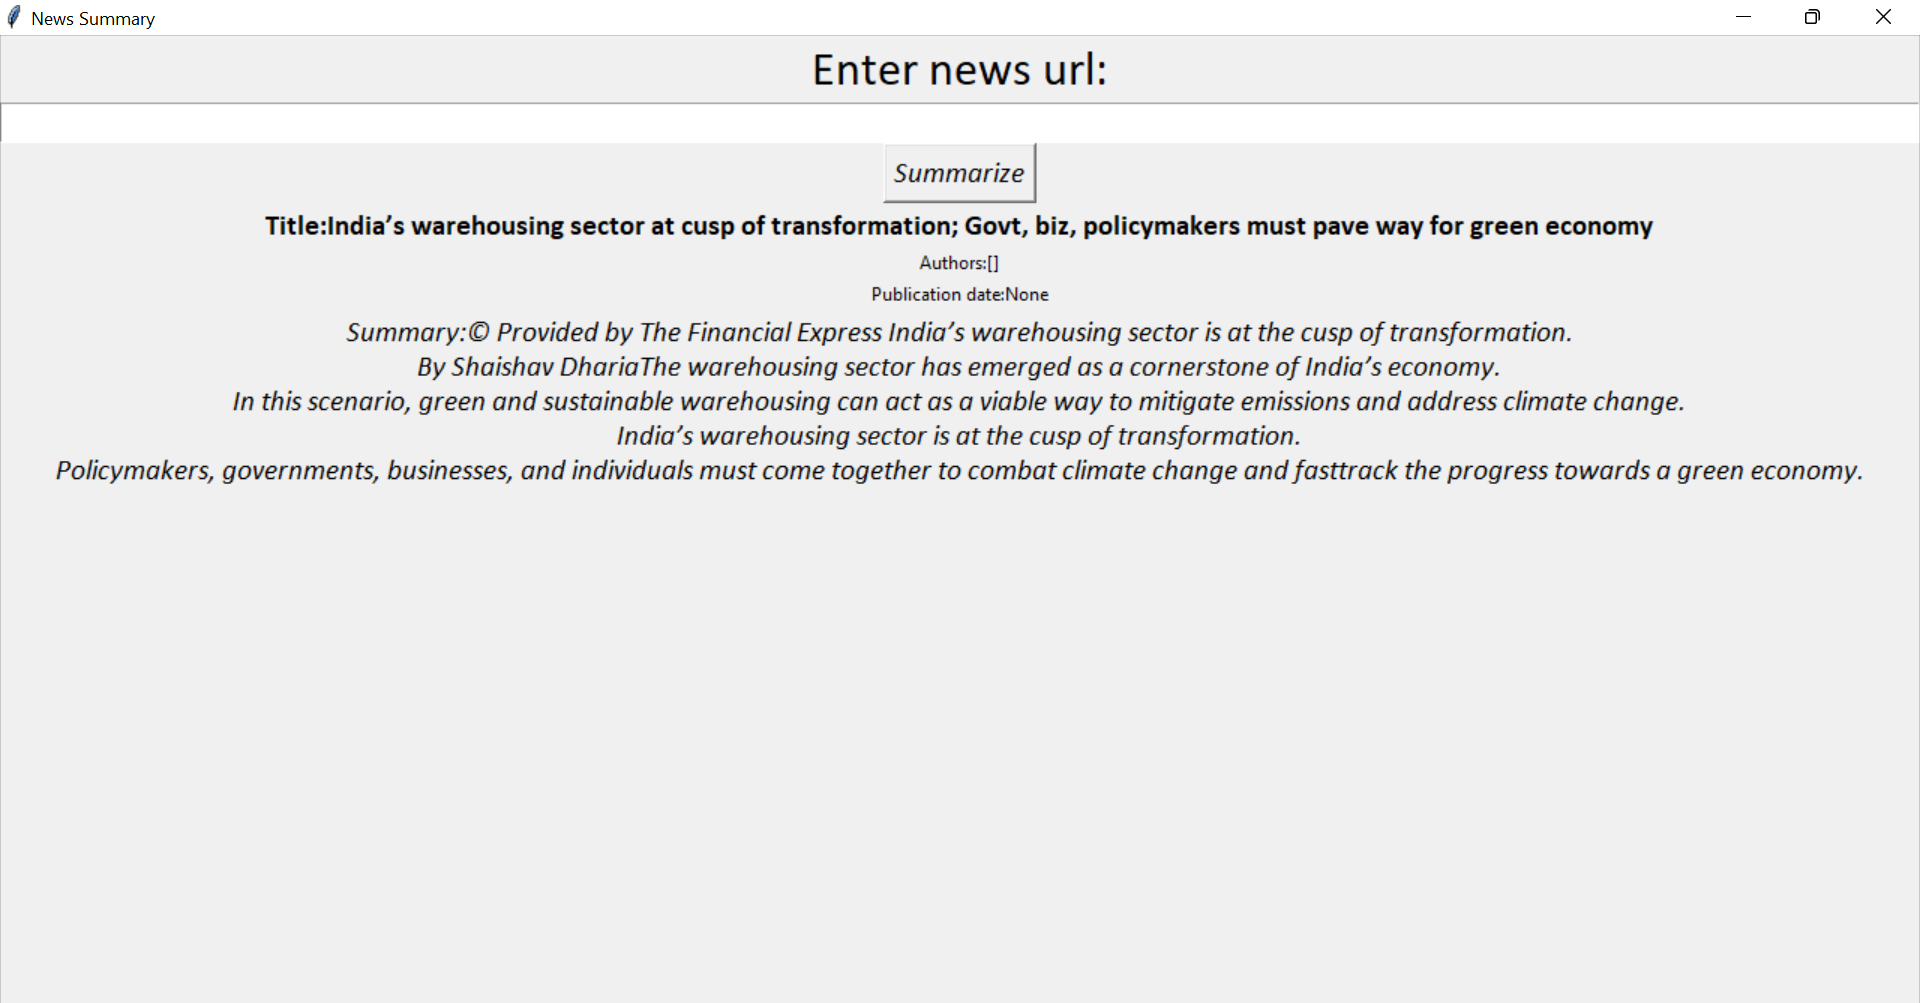 News Summary
Enter news url:
Summarize
Title:India’s warehousing sector at cusp of transformation; Govt, biz, policymakers must pave way for green economy
Authors:[]
Publication date:None
Summary:© Provided by The Financial Express India’s warehousing sector is at the cusp of transformation.
By Shaishav DhariaThe warehousing sector has emerged as a cornerstone of India’s economy.
In this scenario, green and sustainable warehousing can act as a viable way to mitigate emissions and address climate change.
India’s warehousing sector is at the cusp of transformation.
Policymakers, governments, businesses, and individuals must come together to combat climate change and fasttrack the progress towards a green economy.